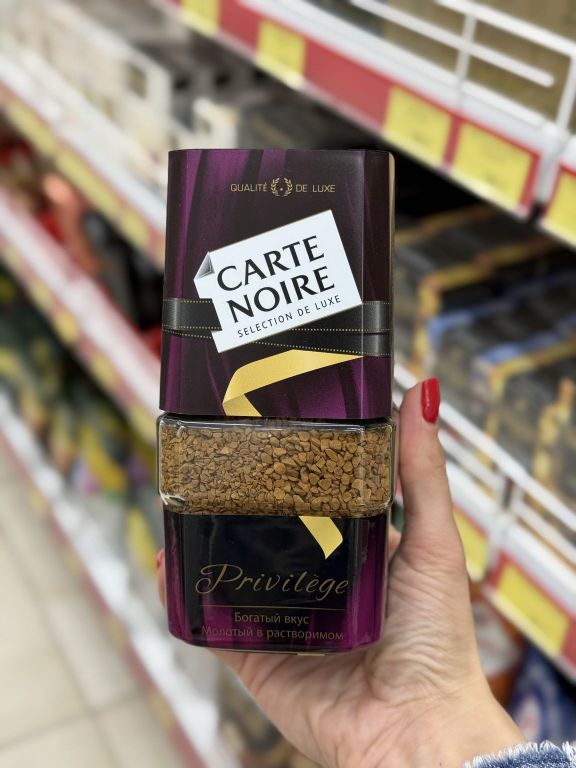 QUALITÉ DE LUXE
CARTE
NOIRE
SELECTION DE LUXE
Privilège
Богатый вкус
Молотый в растворимом